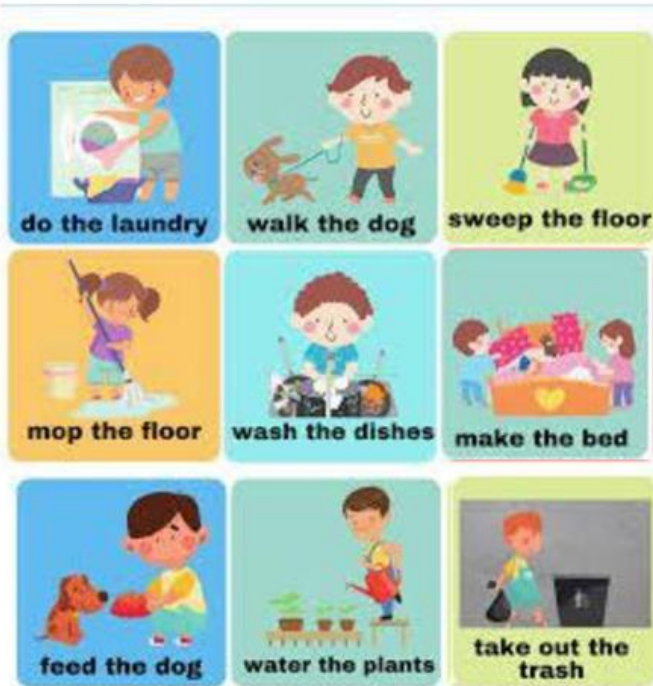 do the laundry
walk the dog
sweep the floor
mop the floor
wash the dishes
make the bed
feed the dog
water the plants
take out the
trash